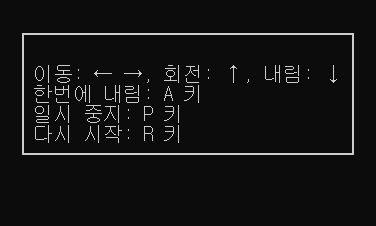 이동: ← →, 회전: ↑, 내림: ↓
한번에 내림: A 키
일시 중지: P 키
다시 시작: R 키